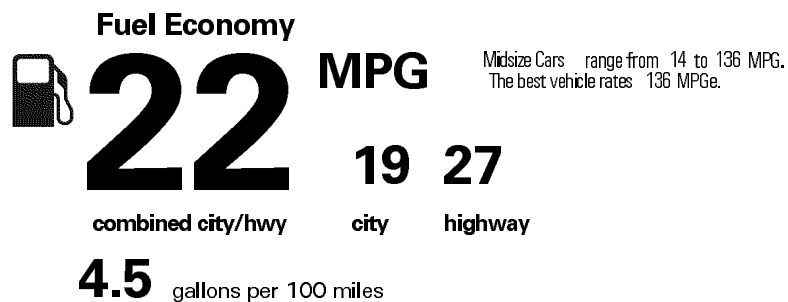 Fuel Economy
22 MPG
Midsize Cars range from 14 to 136 MPG.
The best vehicle rates 136 MPGe.
19 27
combined city/hwy city highway
4.5 gallons per 100 miles